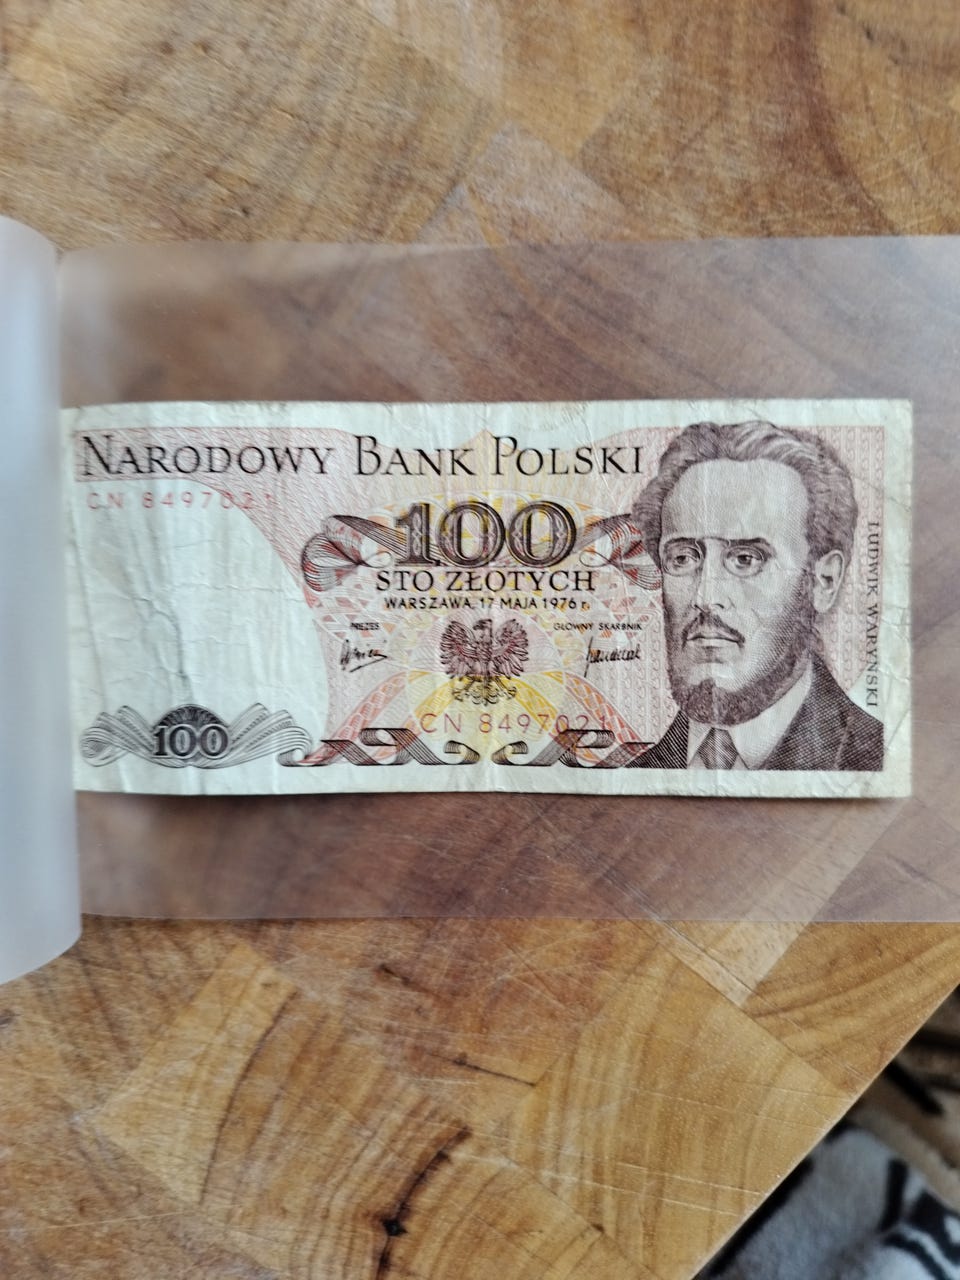 NARODOWY BANK POLSKI
CN 8497021
100
STO ZŁOTYCH
WARSZAWA, 17 MAJA 1976 r.
PREZES
GŁÓWNY SKARBNIK
CN 8497021
100
LUDWIK WARYŃSKI